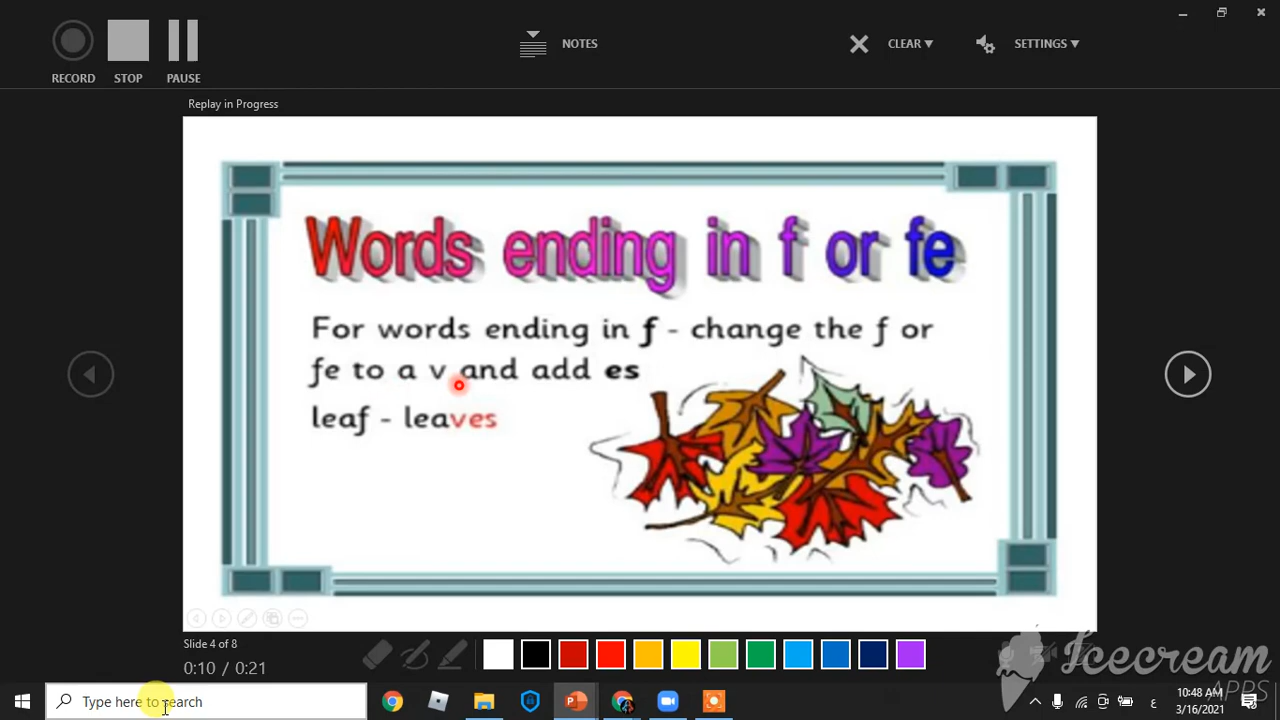 RECORD
STOP
PAUSE
NOTES
CLEAR
SETTINGS
Replay in Progress
Words ending in f or fe
For words ending in f - change the f or
fe to a v and add es
leaf - leaves
Slide 4 of 8
0:10 / 0:21
Icecream
APPS
Type here to search
ع
10:48 AM
3/16/2021